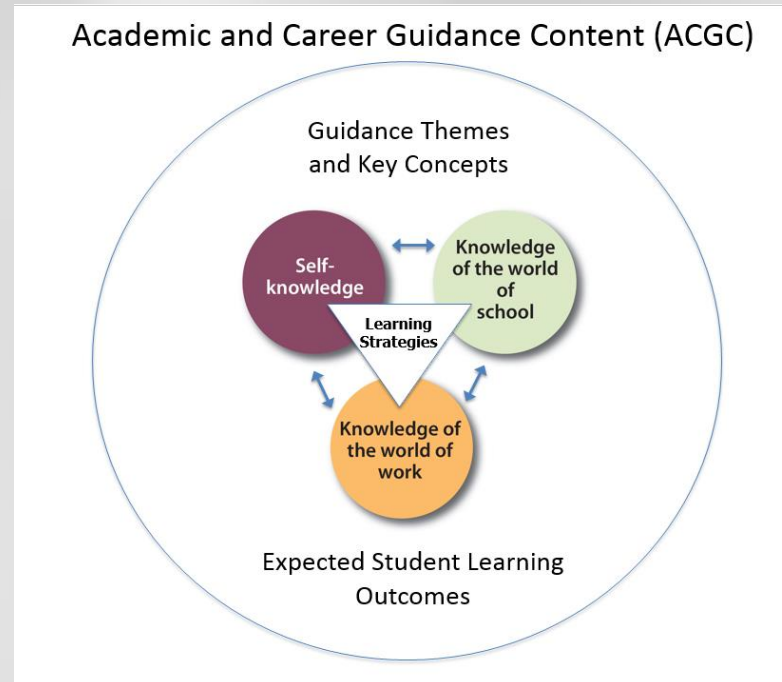 Academic and Career Guidance Content (ACGC)
Guidance Themes
and Key Concepts
Self-
knowledge
Knowledge
of the world
of
school
Learning
Strategies
Knowledge of
the world of
work
Expected Student Learning
Outcomes